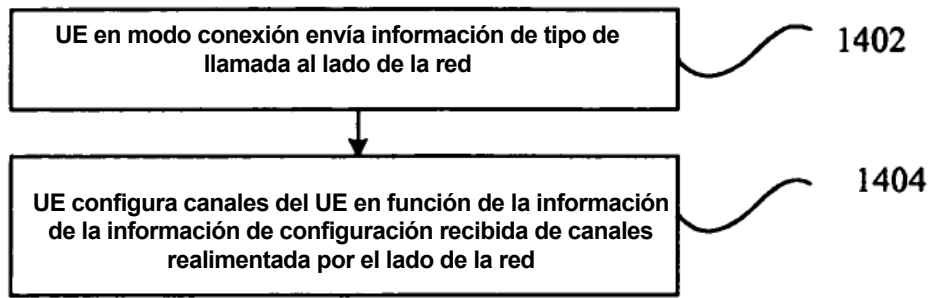 UE en modo conexión envía información de tipo de
llamada al lado de la red
1402
UE configura canales del UE en función de la información
de la información de configuración recibida de canales
realimentada por el lado de la red
1404